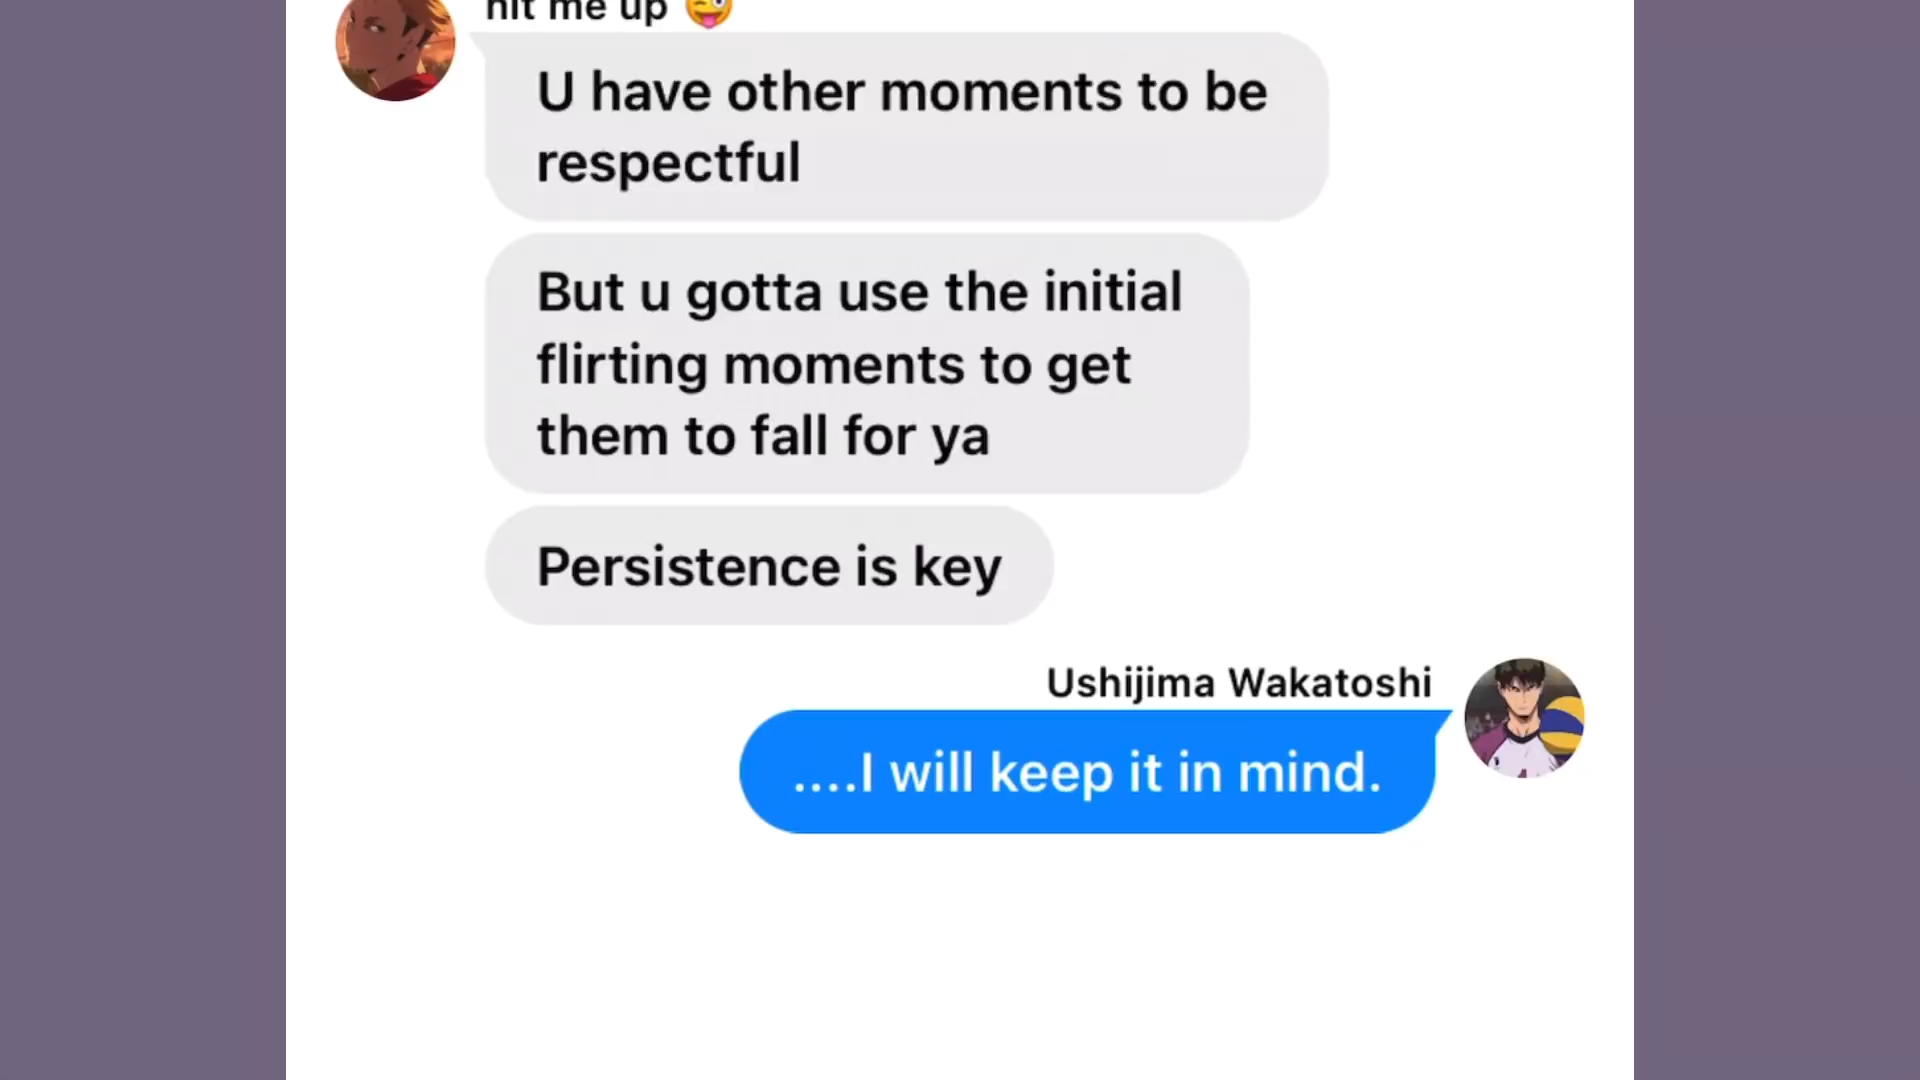 hit me up 😜
U have other moments to be
respectful
But u gotta use the initial
flirting moments to get
them to fall for ya
Persistence is key
Ushijima Wakatoshi
....I will keep it in mind.